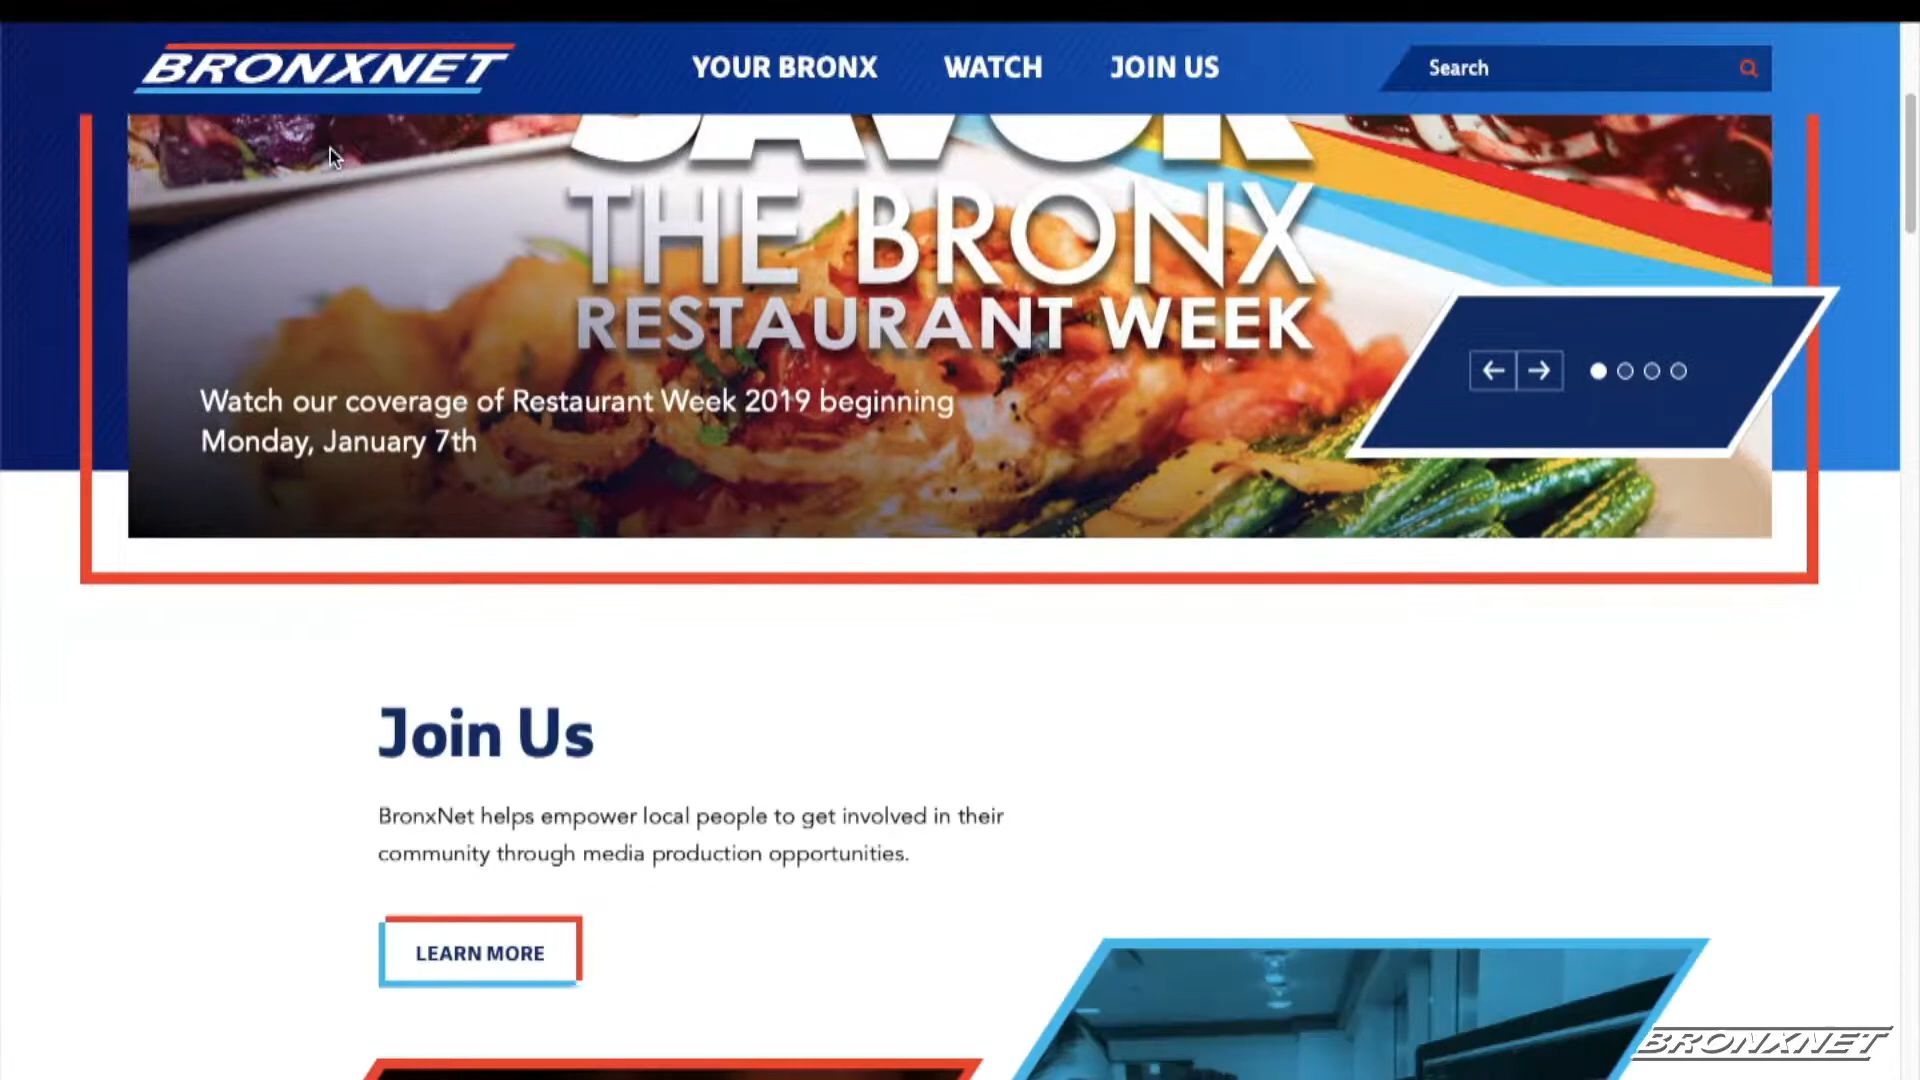 BRONXNET
YOUR BRONX
WATCH
JOIN US
Search
SAVOR
THE BRONX
RESTAURANT WEEK
Watch our coverage of Restaurant Week 2019 beginning
Monday, January 7th
Join Us
BronxNet helps empower local people to get involved in their
community through media production opportunities.
LEARN MORE
BRONXNET